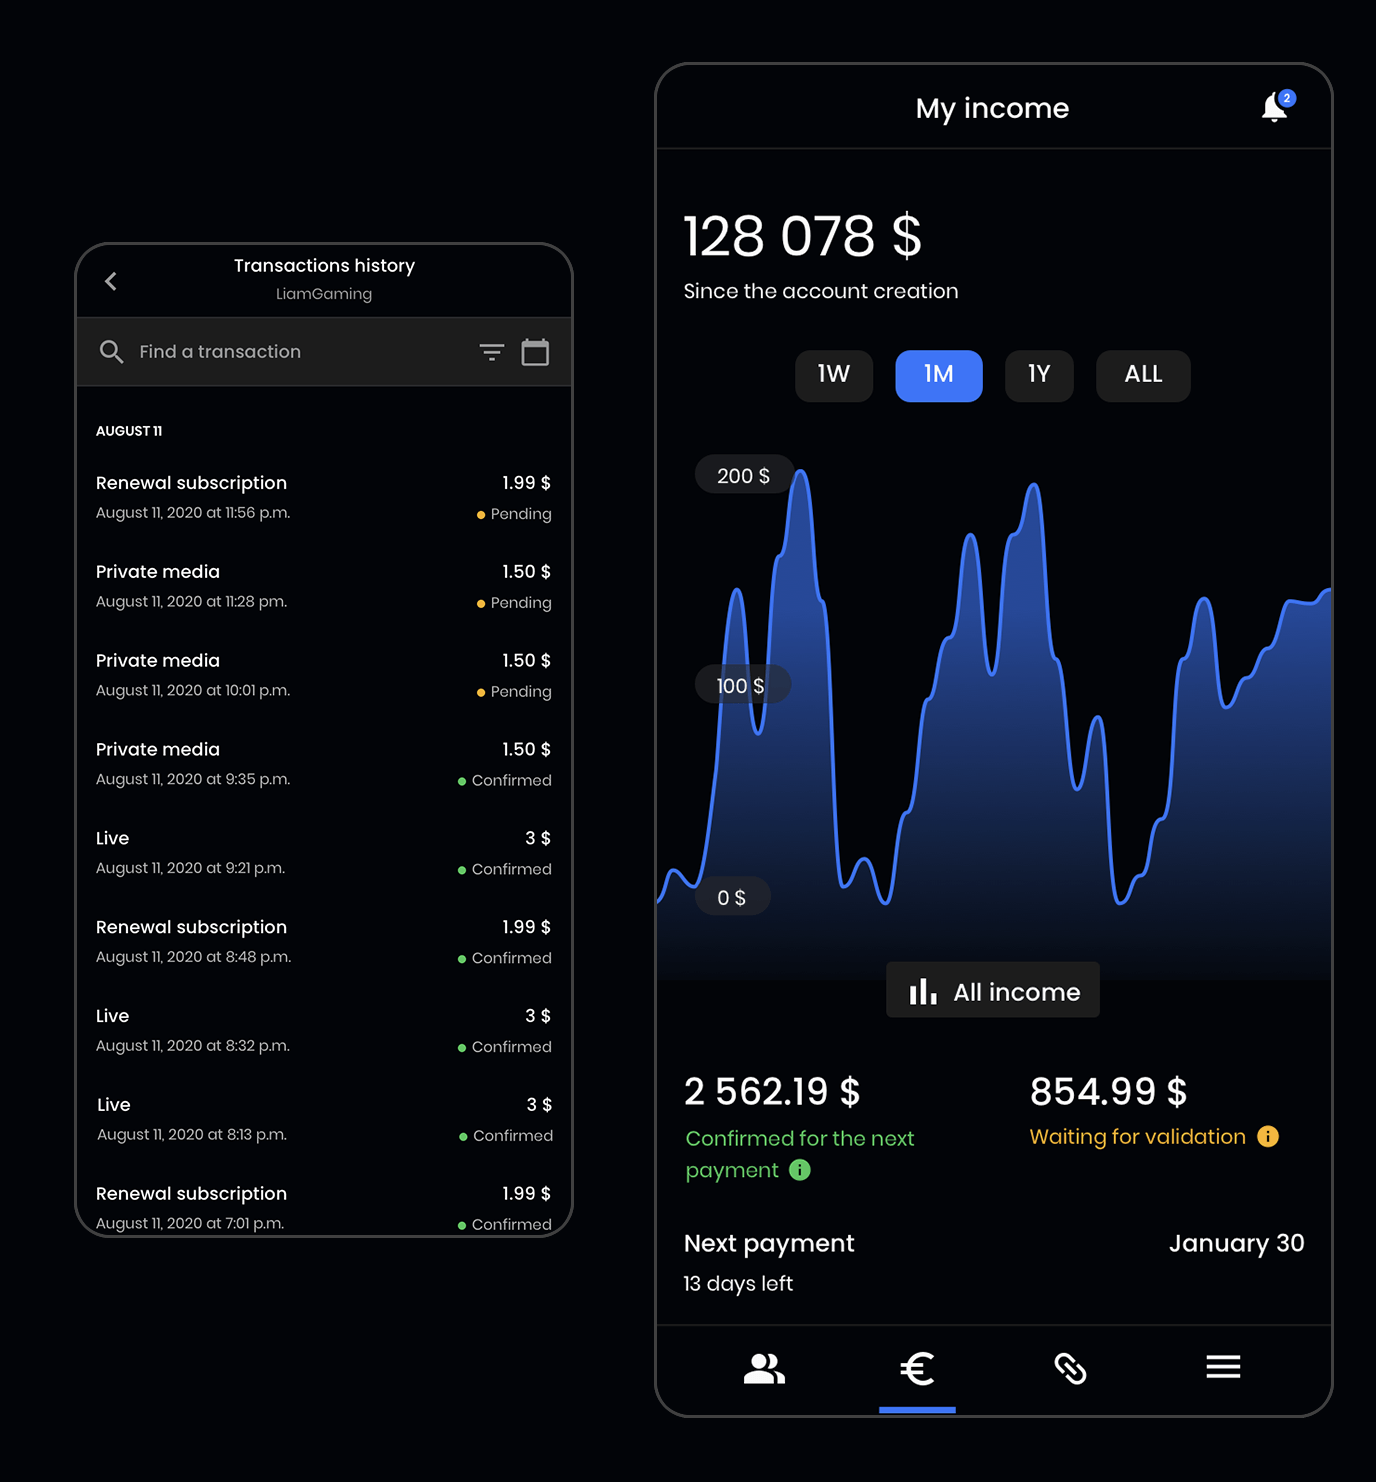 Transactions history
LiamGaming
Find a transaction
AUGUST 11
Renewal subscription 1.99 $
August 11, 2020 at 11:56 p.m. Pending
Private media 1.50 $
August 11, 2020 at 11:28 pm. Pending
Private media 1.50 $
August 11, 2020 at 10:01 p.m. Pending
Private media 1.50 $
August 11, 2020 at 9:35 p.m. Confirmed
Live 3 $
August 11, 2020 at 9:21 p.m. Confirmed
Renewal subscription 1.99 $
August 11, 2020 at 8:48 p.m. Confirmed
Live 3 $
August 11, 2020 at 8:32 p.m. Confirmed
Live 3 $
August 11, 2020 at 8:13 p.m. Confirmed
Renewal subscription 1.99 $
August 11, 2020 at 7:01 p.m. Confirmed
My income
2
128 078 $
Since the account creation
1W 1M 1Y ALL
200 $
100 $
0 $
All income
2 562.19 $
Confirmed for the next
payment
854.99 $
Waiting for validation
Next payment January 30
13 days left
€